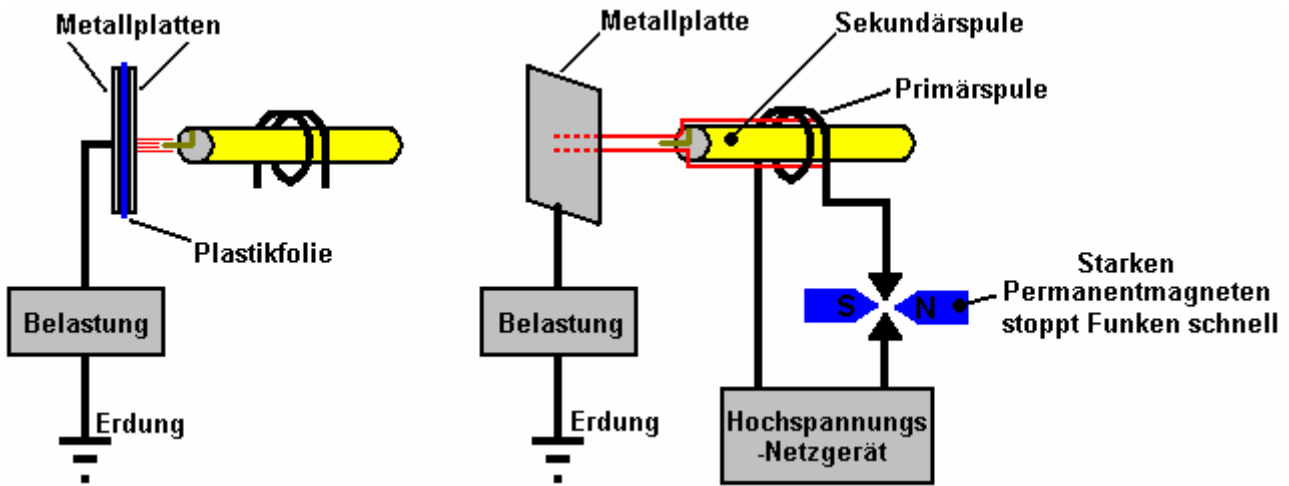 Metallplatten
Plastikfolie
Belastung
Erdung
Metallplatte
Sekundärspule
Primärspule
Starken
Permanentmagneten
stoppt Funken schnell
S
N
Belastung
Erdung
Hochspannungs
-Netzgerät